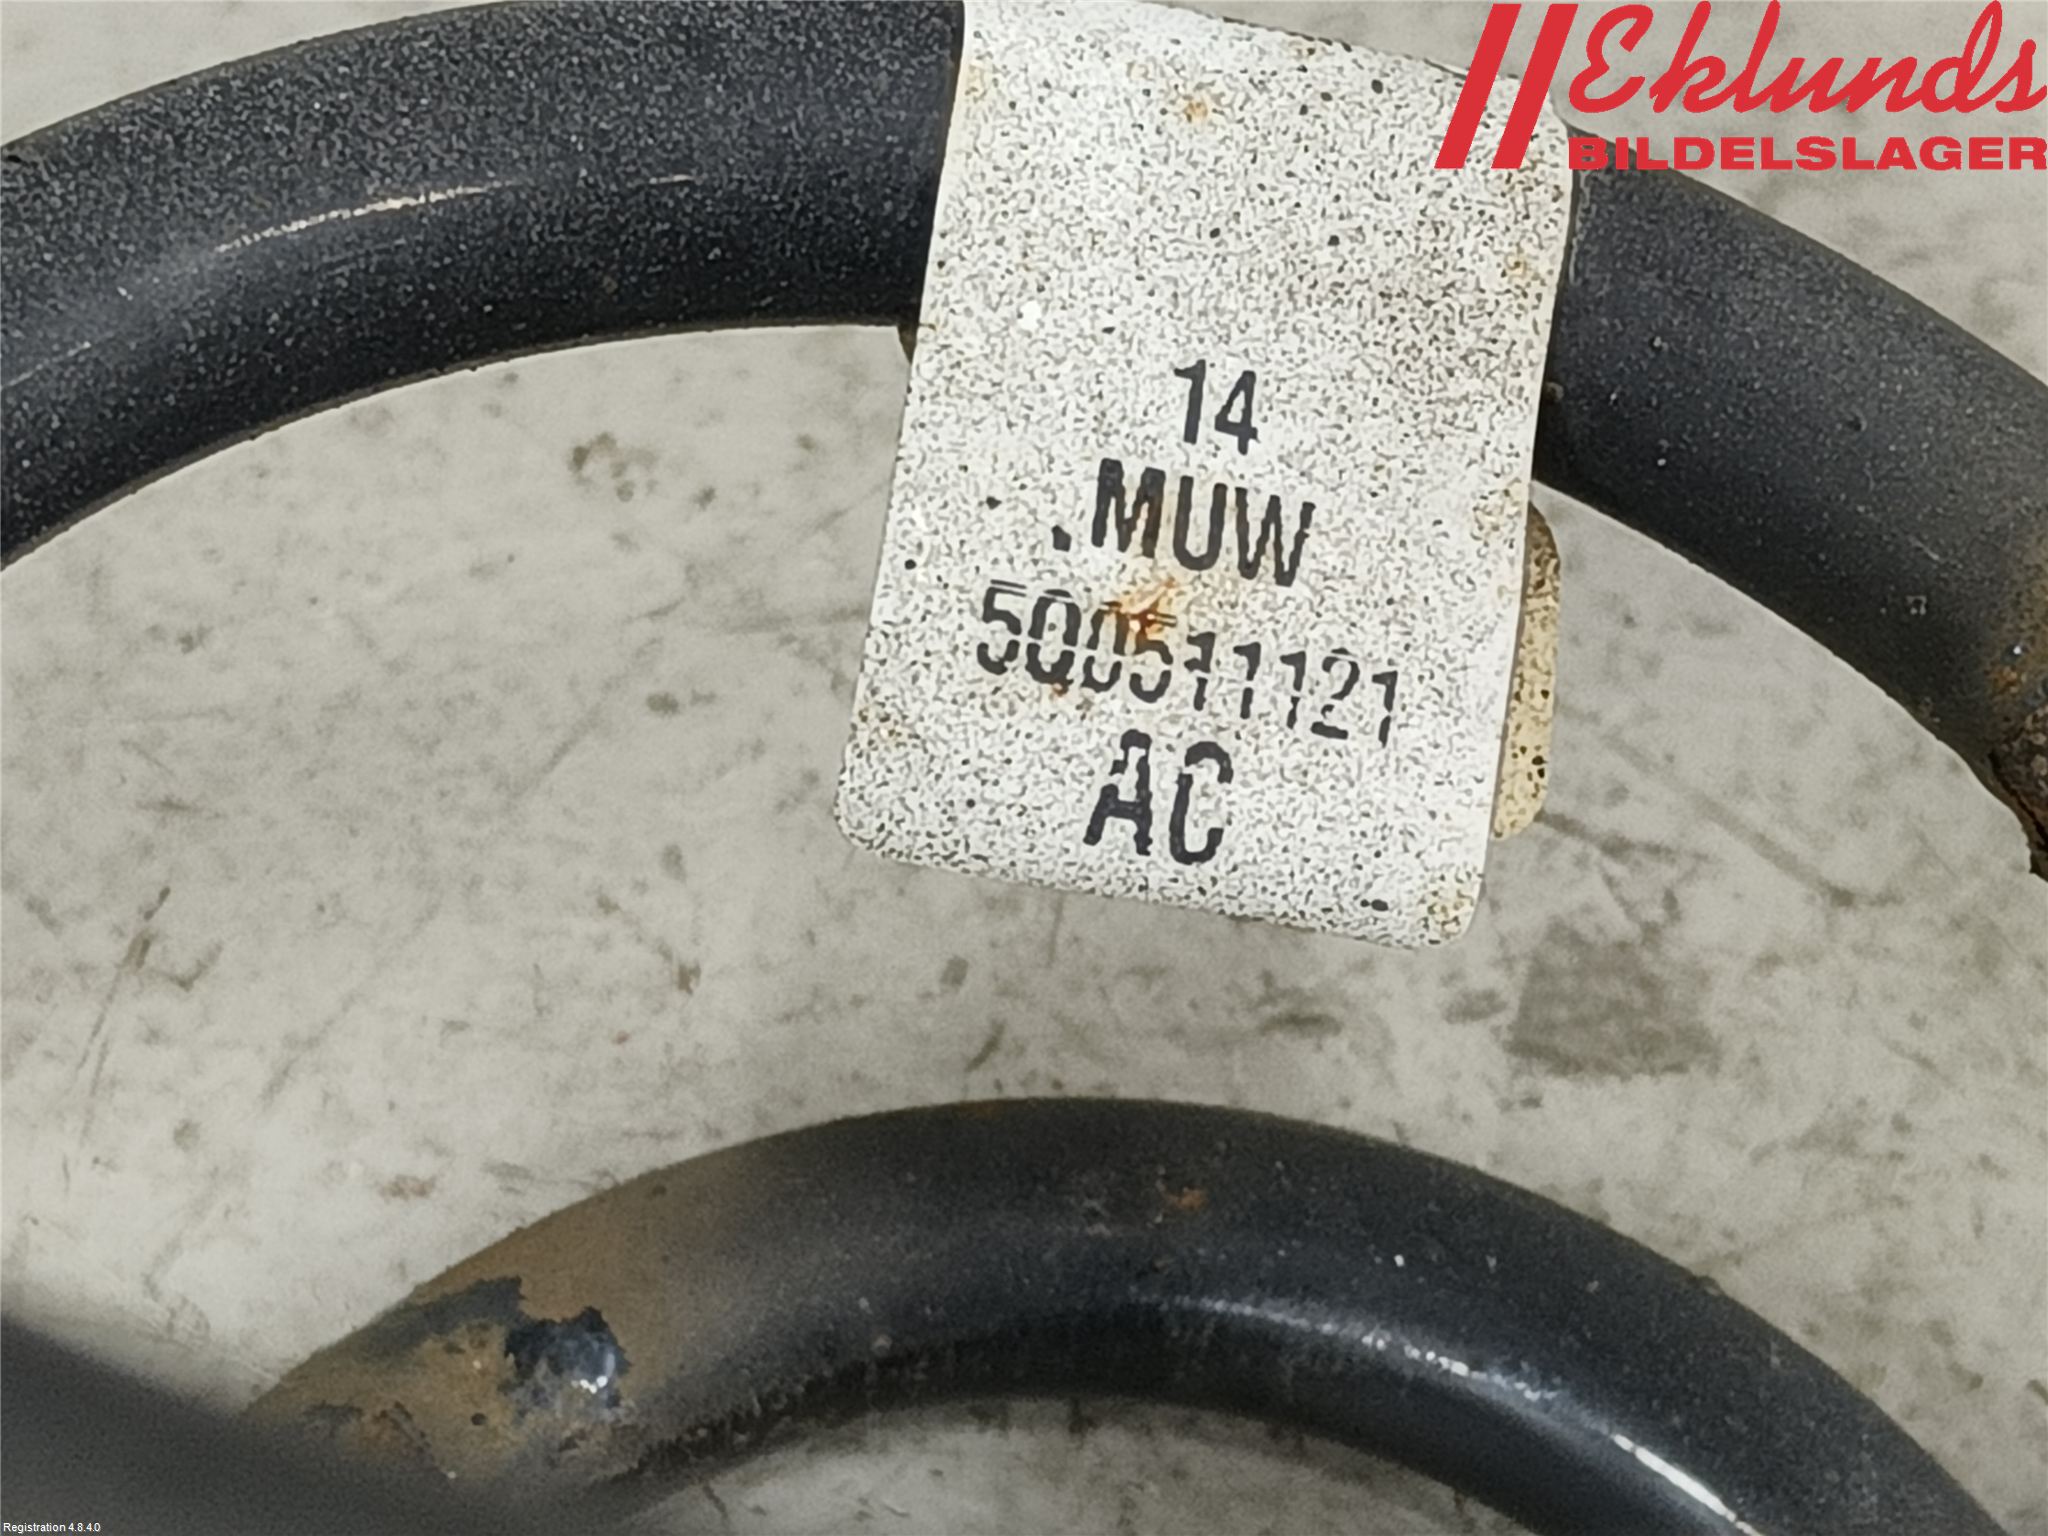 Eklunds
BILDELSLAGER
14
.MUW
5Q0511121
AC
Registration 4.8.4.0